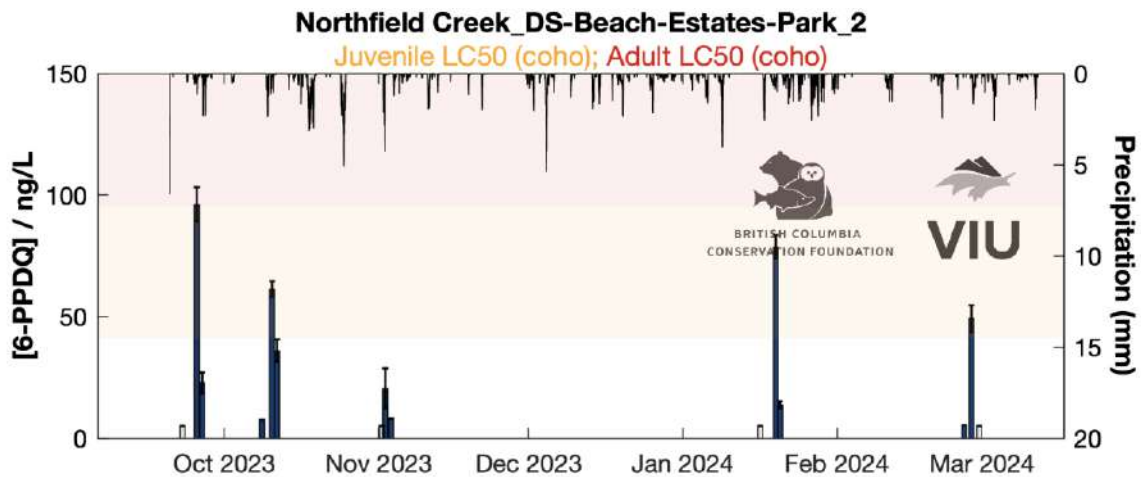 Northfield Creek_DS-Beach-Estates-Park_2
Juvenile LC50 (coho); Adult LC50 (coho)
[6-PPDQ] / ng/L
150
100
50
0
Precipitation (mm)
0
5
10
15
20
BRITISH COLUMBIA
CONSERVATION FOUNDATION
VIU
Oct 2023 Nov 2023 Dec 2023 Jan 2024 Feb 2024 Mar 2024